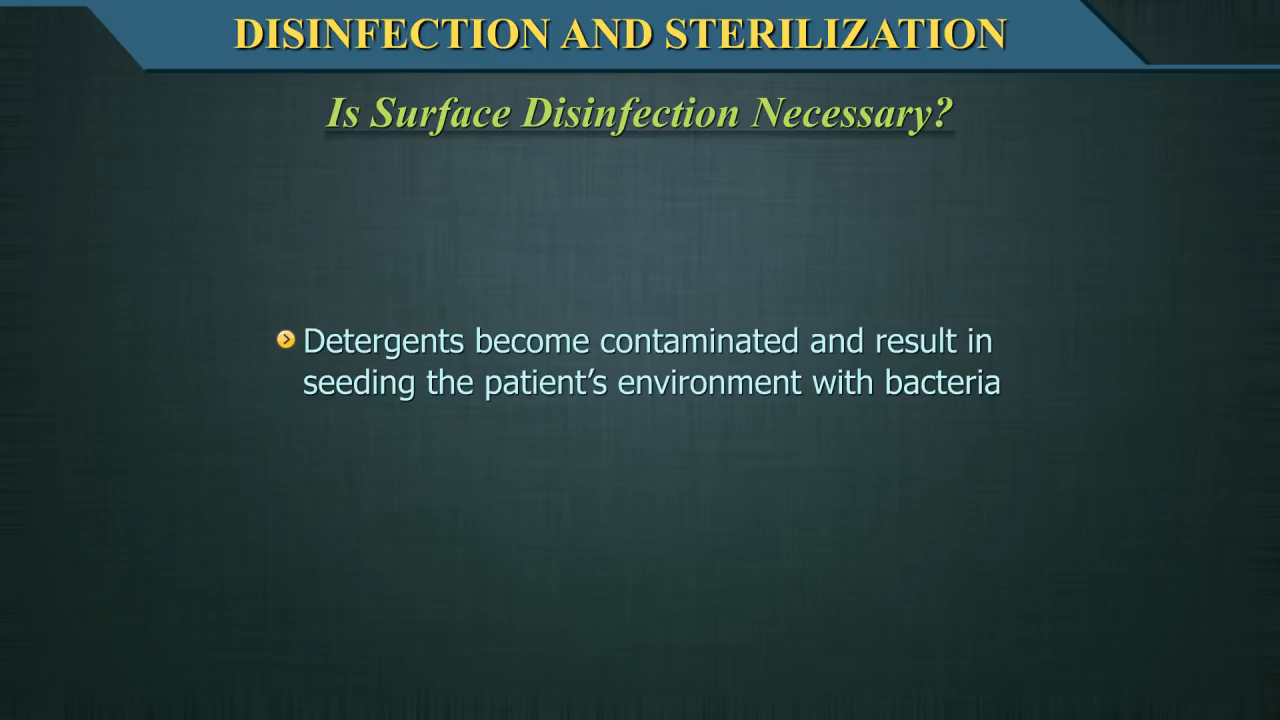 DISINFECTION AND STERILIZATION
Is Surface Disinfection Necessary?
Detergents become contaminated and result in
seeding the patient’s environment with bacteria